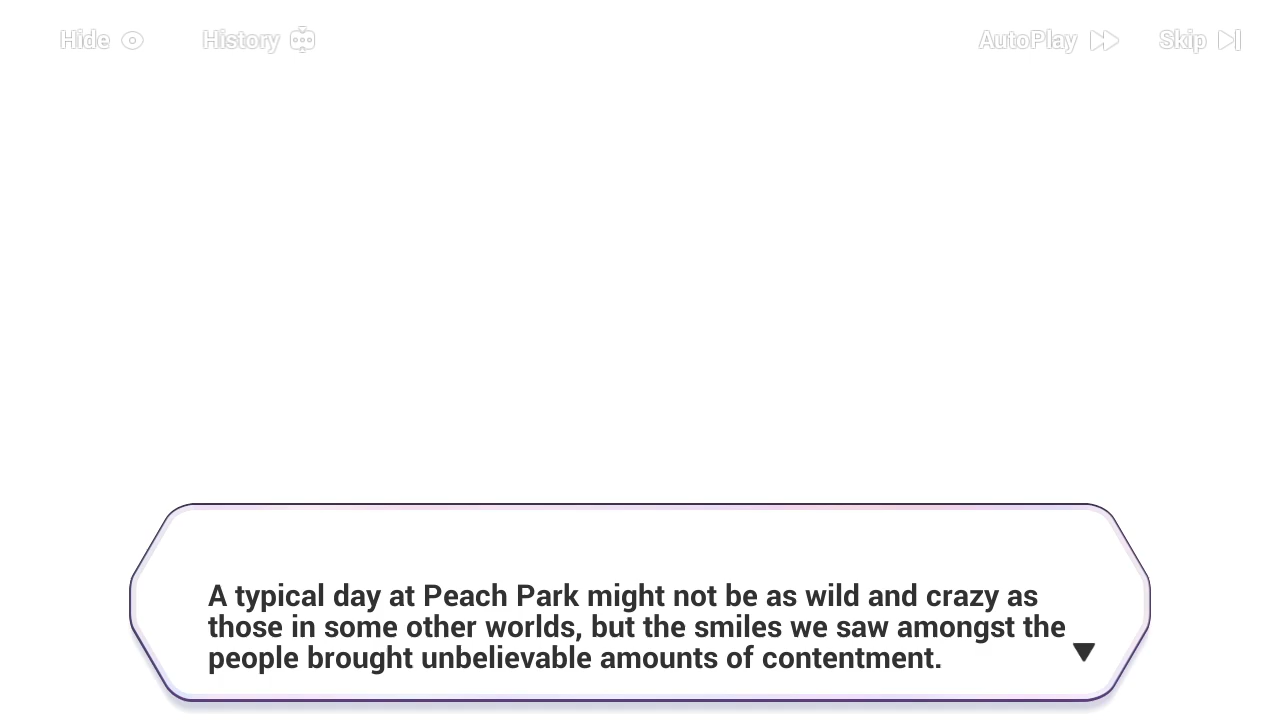 Hide
History
AutoPlay
Skip
A typical day at Peach Park might not be as wild and crazy as
those in some other worlds, but the smiles we saw amongst the
people brought unbelievable amounts of contentment.